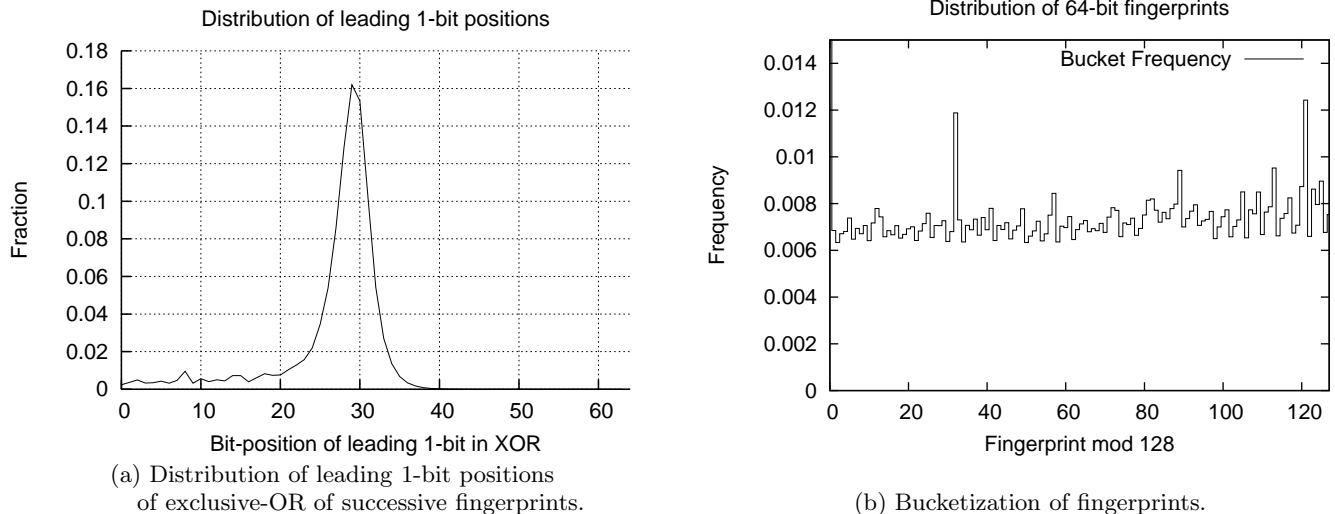 Distribution of leading 1-bit positions
0.18
0.16
0.14
0.12
0.1
0.08
0.06
0.04
0.02
0
0 10 20 30 40 50 60
Fraction
Bit-position of leading 1-bit in XOR
(a) Distribution of leading 1-bit positions
of exclusive-OR of successive fingerprints.
Distribution of 64-bit fingerprints
Bucket Frequency
0.014
0.012
0.01
0.008
0.006
0.004
0.002
0
0 20 40 60 80 100 120
Frequency
Fingerprint mod 128
(b) Bucketization of fingerprints.